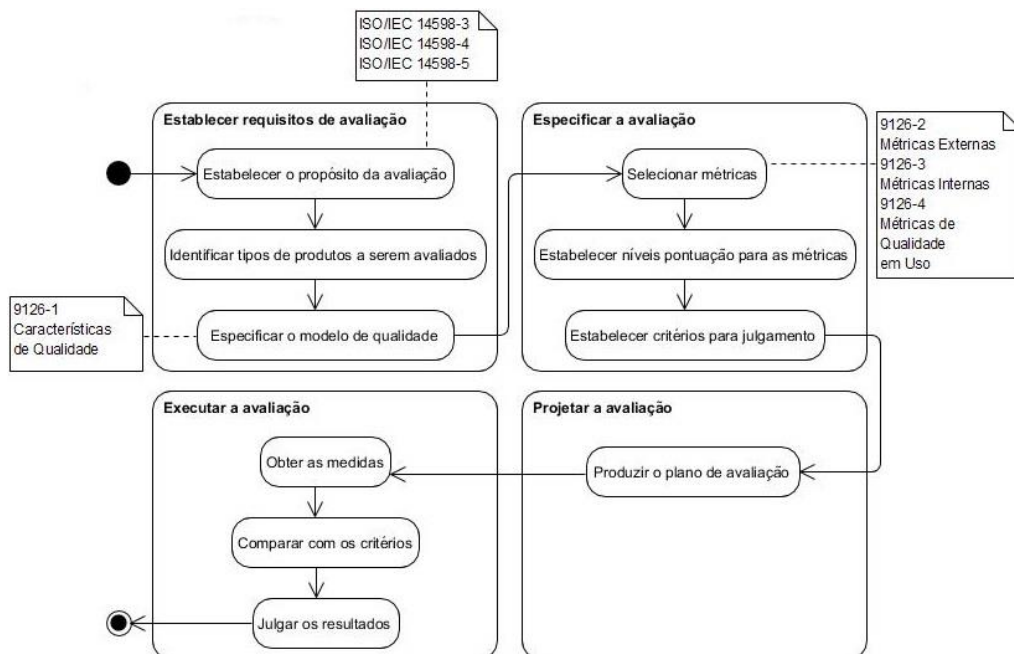 ISO/IEC 14598-3
ISO/IEC 14598-4
ISO/IEC 14598-5
Establecer requisitos de avaliação
Estabelecer o propósito da avaliação
Identificar tipos de produtos a serem avaliados
Especificar o modelo de qualidade
9126-1
Características
de Qualidade
Especificar a avaliação
Selecionar métricas
Estabelecer níveis pontuação para as métricas
Estabelecer critérios para julgamento
9126-2
Métricas Externas
9126-3
Métricas Internas
9126-4
Métricas de
Qualidade
em Uso
Executar a avaliação
Obter as medidas
Comparar com os critérios
Julgar os resultados
Projetar a avaliação
Produzir o plano de avaliação